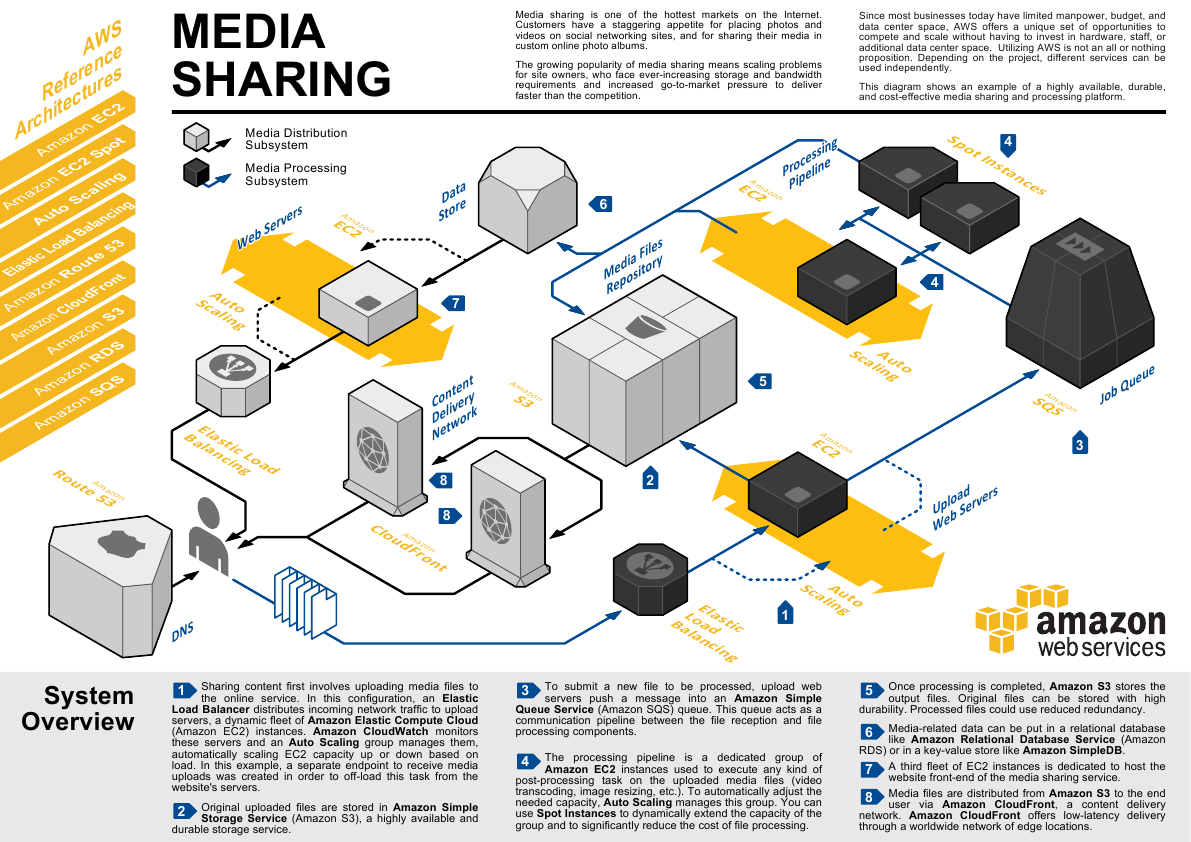 AWS
Reference
Architectures
Amazon EC2
Amazon EC2 Spot
Auto Scaling
Elastic Load Balancing
Amazon Route 53
Amazon CloudFront
Amazon S3
Amazon RDS
Amazon SQS
MEDIA
SHARING
Media sharing is one of the hottest markets on the Internet.
Customers have a staggering appetite for placing photos and
videos on social networking sites, and for sharing their media in
custom online photo albums.
The growing popularity of media sharing means scaling problems
for site owners, who face ever-increasing storage and bandwidth
requirements and increased go-to-market pressure to deliver
faster than the competition.
Since most businesses today have limited manpower, budget, and
data center space, AWS offers a unique set of opportunities to
compete and scale without having to invest in hardware, staff, or
additional data center space. Utilizing AWS is not an all or nothing
proposition. Depending on the project, different services can be
used independently.
This diagram shows an example of a highly available, durable,
and cost-effective media sharing and processing platform.
Media Distribution
Subsystem
Media Processing
Subsystem
Data
Store
6
Web Servers
Amazon
EC2
7
Auto
Scaling
Media Files
Repository
Processing
Pipeline
Amazon
EC2
4
Spot Instances
4
Auto
Scaling
Content
Delivery
Network
Amazon
S3
5
2
Amazon
SQS
Job Queue
3
Elastic Load
Balancing
8
8
Amazon
CloudFront
Amazon
EC2
Upload
Web Servers
Amazon
Route 53
DNS
1
Auto
Scaling
Elastic
Load
Balancing
amazon
web services
System
Overview
1 Sharing content first involves uploading media files to
the online service. In this configuration, an Elastic
Load Balancer distributes incoming network traffic to upload
servers, a dynamic fleet of Amazon Elastic Compute Cloud
(Amazon EC2) instances. Amazon CloudWatch monitors
these servers and an Auto Scaling group manages them,
automatically scaling EC2 capacity up or down based on
load. In this example, a separate endpoint to receive media
uploads was created in order to off-load this task from the
website's servers.
2 Original uploaded files are stored in Amazon Simple
Storage Service (Amazon S3), a highly available and
durable storage service.
3 To submit a new file to be processed, upload web
servers push a message into an Amazon Simple
Queue Service (Amazon SQS) queue. This queue acts as a
communication pipeline between the file reception and file
processing components.
4 The processing pipeline is a dedicated group of
Amazon EC2 instances used to execute any kind of
post-processing task on the uploaded media files (video
transcoding, image resizing, etc.). To automatically adjust the
needed capacity, Auto Scaling manages this group. You can
use Spot Instances to dynamically extend the capacity of the
group and to significantly reduce the cost of file processing.
5 Once processing is completed, Amazon S3 stores the
output files. Original files can be stored with high
durability. Processed files could use reduced redundancy.
6 Media-related data can be put in a relational database
like Amazon Relational Database Service (Amazon
RDS) or in a key-value store like Amazon SimpleDB.
7 A third fleet of EC2 instances is dedicated to host the
website front-end of the media sharing service.
8 Media files are distributed from Amazon S3 to the end
user via Amazon CloudFront, a content delivery
network. Amazon CloudFront offers low-latency delivery
through a worldwide network of edge locations.